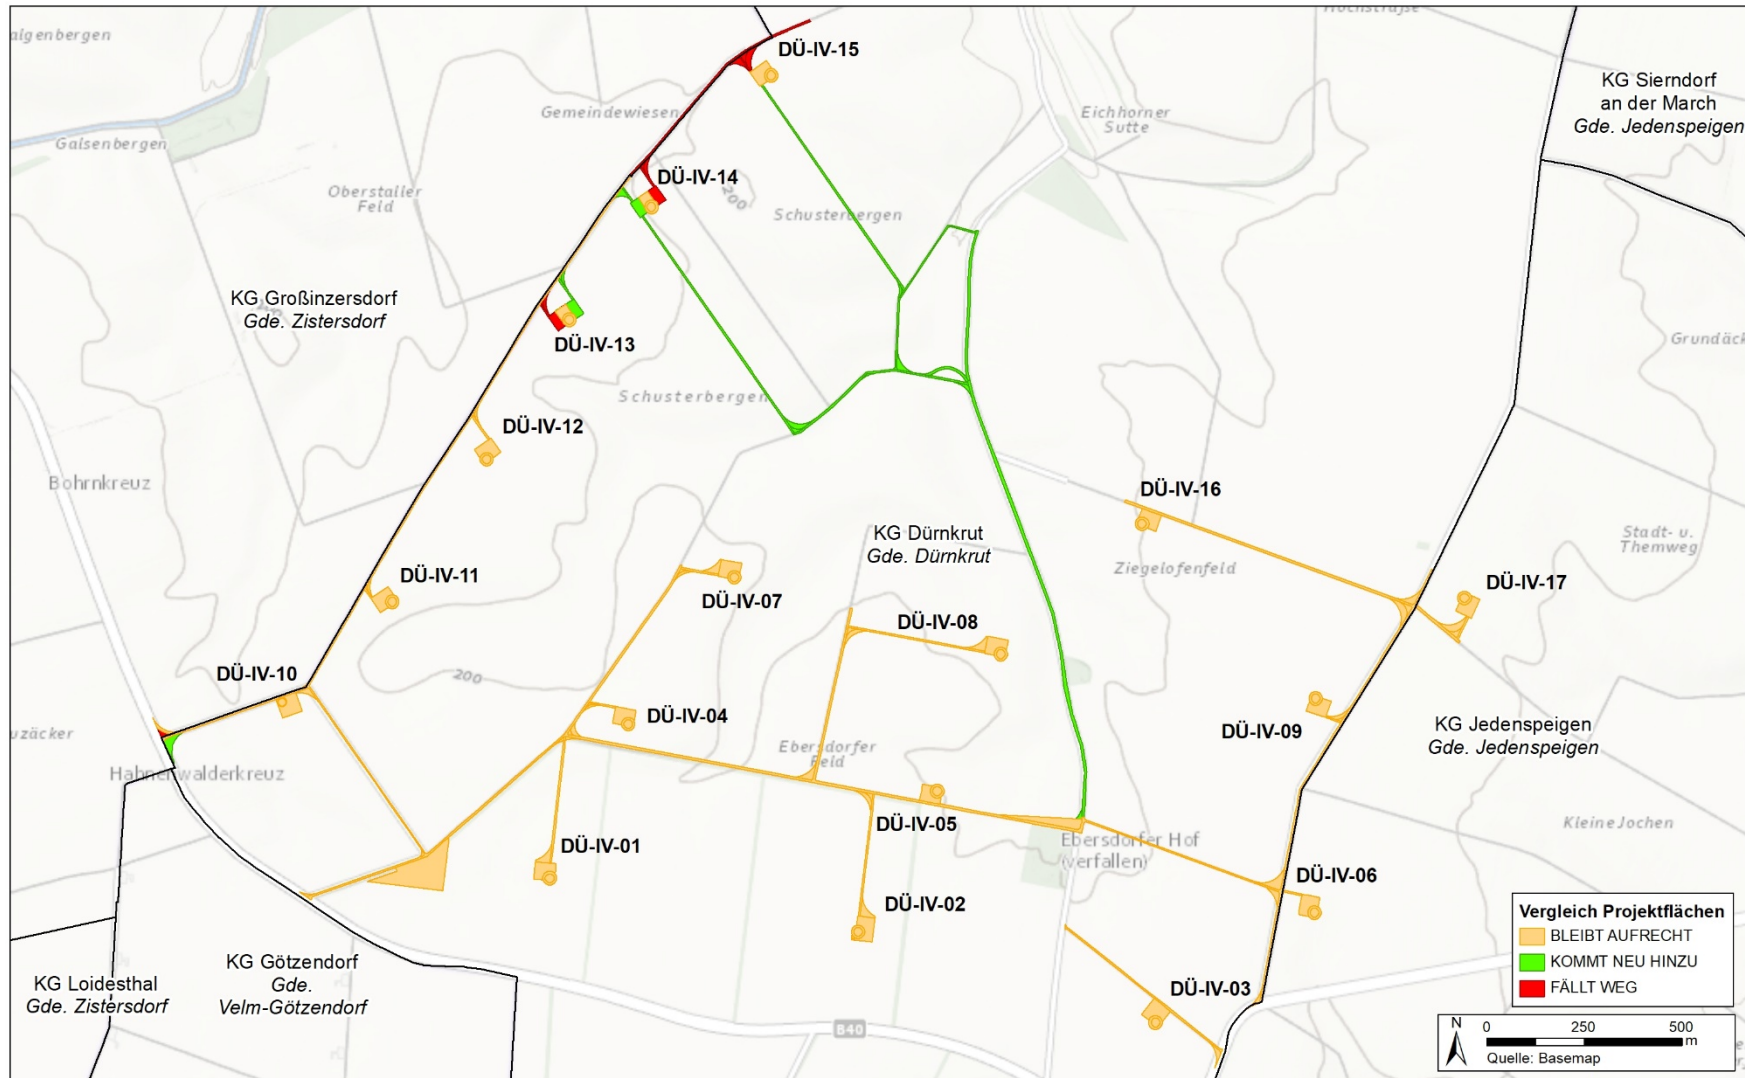 Hochstraße
DÜ-IV-15
KG Sierndorf
an der March
Gde. Jedenspeigen
Gemeindewiesen
Eichhorner
Sutte
Gaisenbergen
DÜ-IV-14
Oberstaller
Feld
200
Schusterbergen
KG Großinzersdorf
Gde. Zistersdorf
DÜ-IV-13
Schusterbergen
DÜ-IV-12
Bohrnkreuz
DÜ-IV-16
KG Dürnkrut
Gde. Dürnkrut
Stadt- u.
Themweg
DÜ-IV-11
Ziegelofenfeld
DÜ-IV-17
DÜ-IV-07
DÜ-IV-08
DÜ-IV-10
200
DÜ-IV-04
DÜ-IV-09
KG Jedenspeigen
Gde. Jedenspeigen
Ebersdorfer
Feld
Hahnenwalderkreuz
DÜ-IV-05
Kleine Jochen
DÜ-IV-01
Ebersdorfer Hof
(verfallen)
DÜ-IV-06
DÜ-IV-02
Vergleich Projektflächen
BLEIBT AUFRECHT
KOMMT NEU HINZU
FÄLLT WEG
KG Götzendorf
Gde.
Velm-Götzendorf
KG Loidesthal
Gde. Zistersdorf
DÜ-IV-03
B40
N
0 250 500
m
Quelle: Basemap